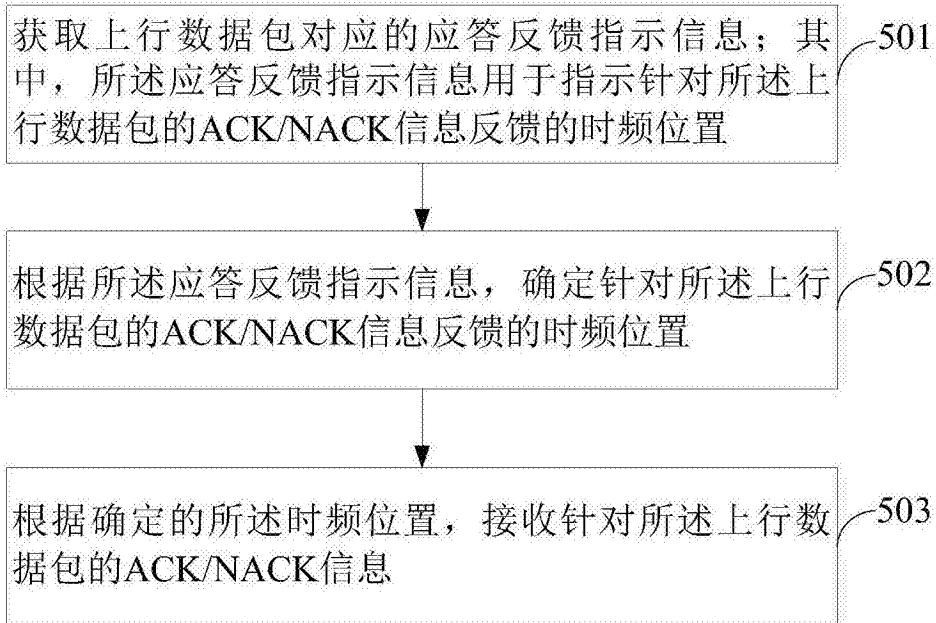 获取上行数据包对应的应答反馈指示信息；其
中，所述应答反馈指示信息用于指示针对所述上
行数据包的ACK/NACK信息反馈的时频位置
501
根据所述应答反馈指示信息，确定针对所述上行
数据包的ACK/NACK信息反馈的时频位置
502
根据确定的所述时频位置，接收针对所述上行数
据包的ACK/NACK信息
503